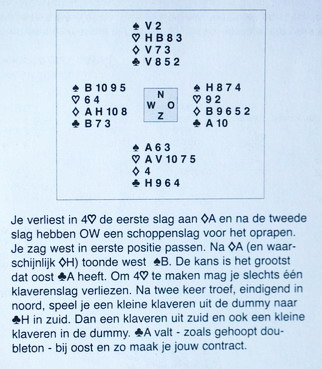 ♠ V 2
♡ H B 8 3
♢ V 7 3
♣ V 8 5 2
♠ B 10 9 5
♡ 6 4
♢ A H 10 8
♣ B 7 3
N
W O
Z
♠ H 8 7 4
♡ 9 2
♢ B 9 6 5 2
♣ A 10
♠ A 6 3
♡ A V 10 7 5
♢ 4
♣ H 9 6 4
Je verliest in 4♡ de eerste slag aan ♢A en na de tweede
slag hebben OW een schoppenslag voor het oprapen.
Je zag west in eerste positie passen. Na ♢A (en waar-
schijnlijk ♢H) toonde west ♠B. De kans is het grootst
dat oost ♣A heeft. Om 4♡ te maken mag je slechts één
klaverenslag verliezen. Na twee keer troef, eindigend in
noord, speel je een kleine klaveren uit de dummy naar
♣H in zuid. Dan een klaveren uit zuid en ook een kleine
klaveren in de dummy. ♣A valt - zoals gehoopt dou-
bleton - bij oost en zo maak je jouw contract.